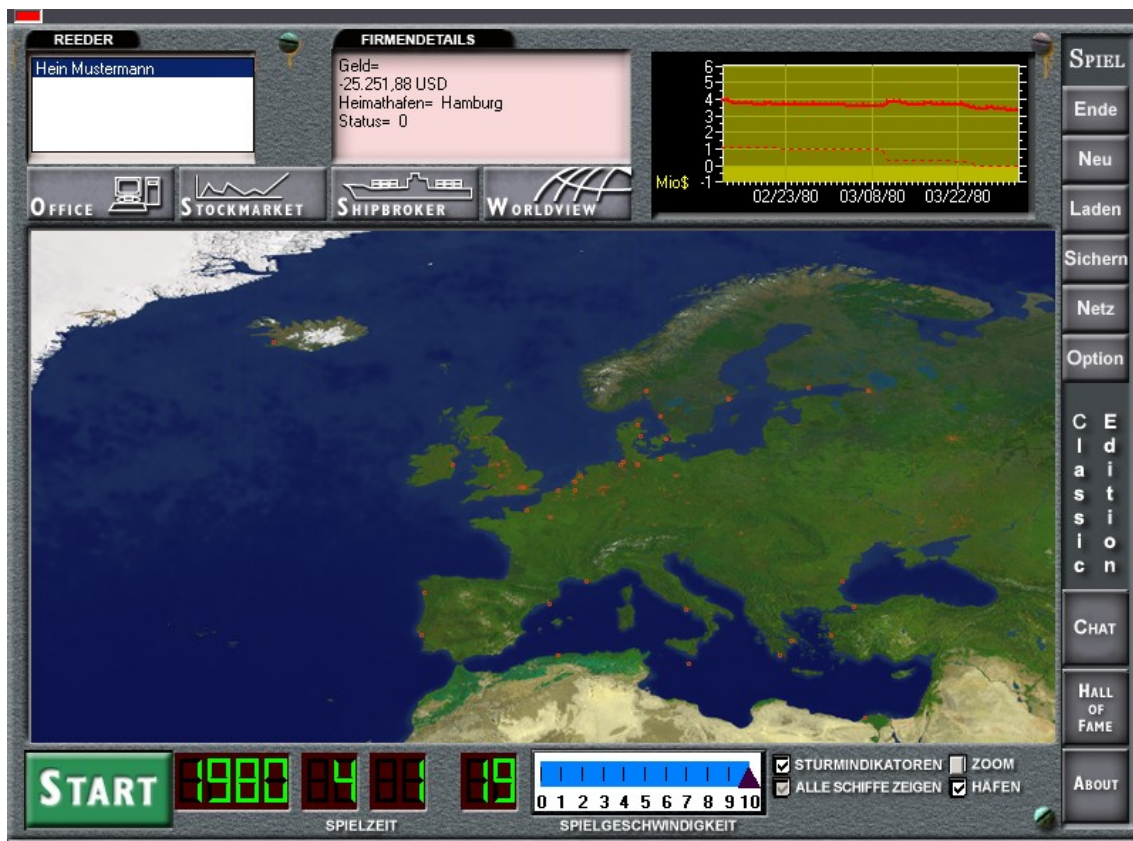 REEDER
Hein Mustermann
FIRMENDETAILS
Geld=
-25.251,88 USD
Heimathafen= Hamburg
Status= 0
6
5
4
3
2
1
0
-1
Mio$
02/23/80 03/08/80 03/22/80
OFFICE
STOCKMARKET
SHIPBROKER
WORLDVIEW
SPIEL
Ende
Neu
Laden
Sichern
Netz
Option
Classic
Edition
CHAT
HALL
OF
FAME
ABOUT
START
1980 4 1 19
SPIELZEIT
0 1 2 3 4 5 6 7 8 9 10
SPIELGESCHWINDIGKEIT
STURMINDIKATOREN
ZOOM
ALLE SCHIFFE ZEIGEN
HÄFEN